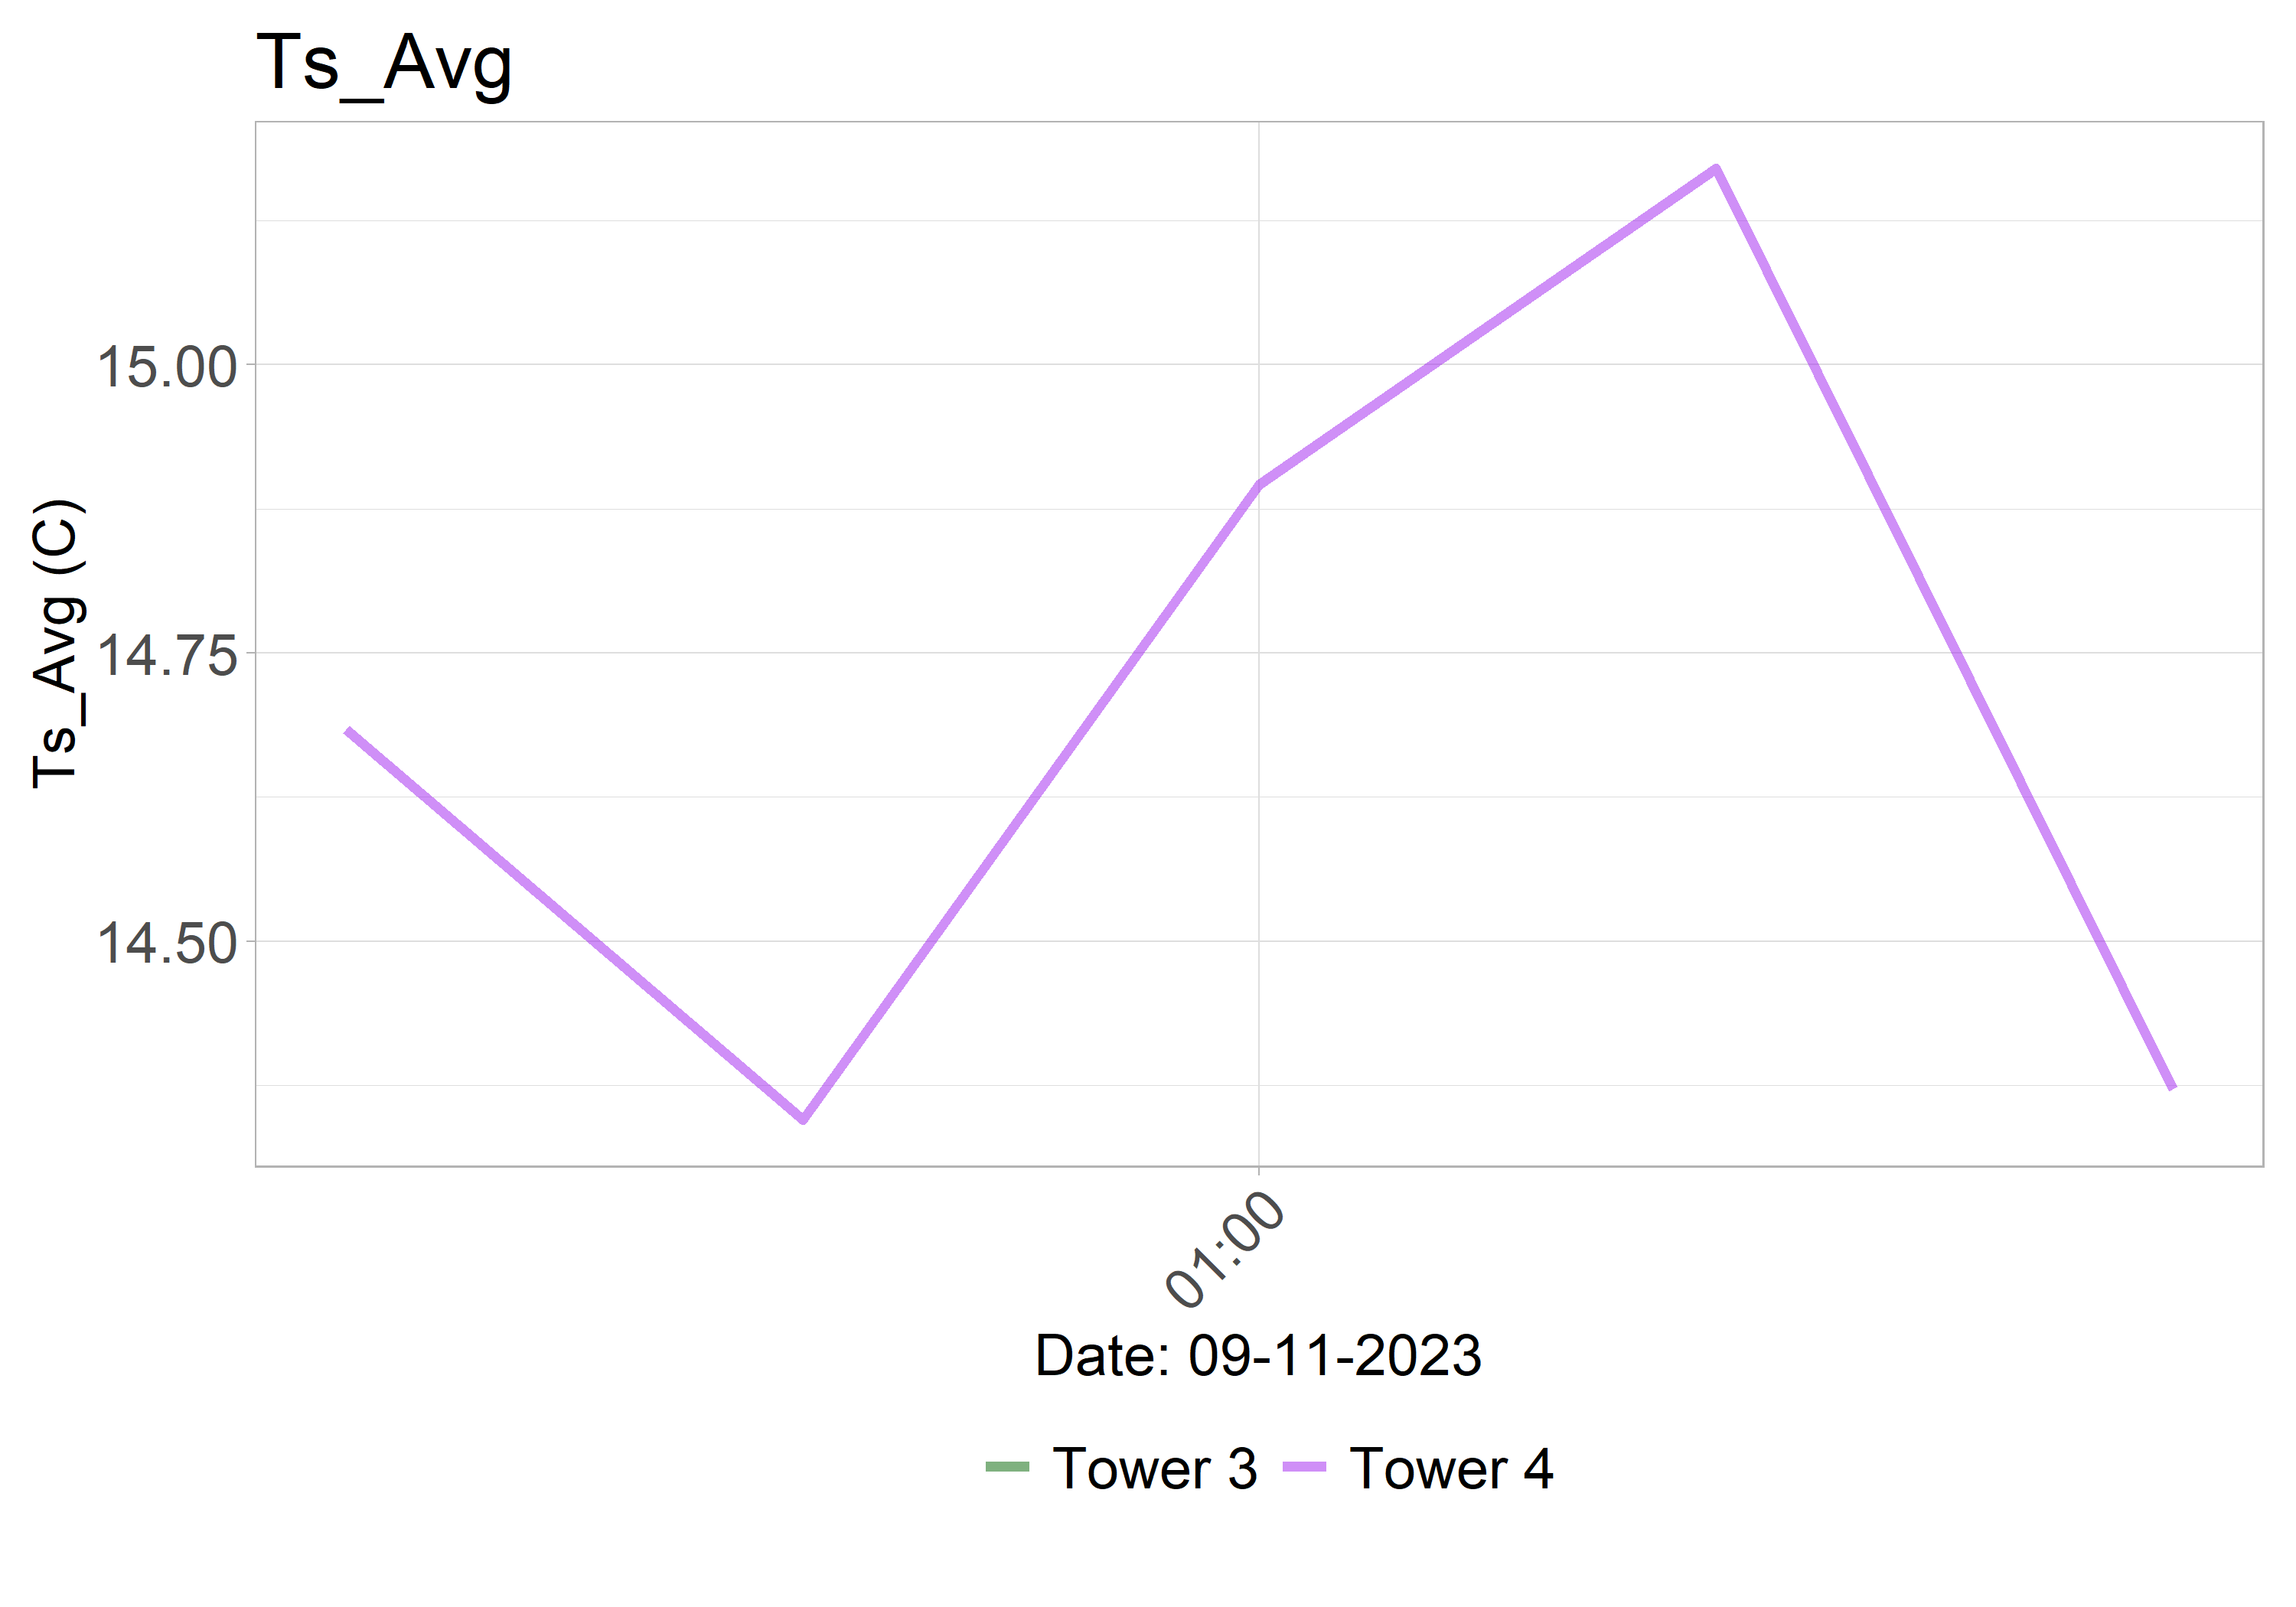 Ts_Avg
Ts_Avg (C)
15.00
14.75
14.50
01:00
Date: 09-11-2023
Tower 3 Tower 4